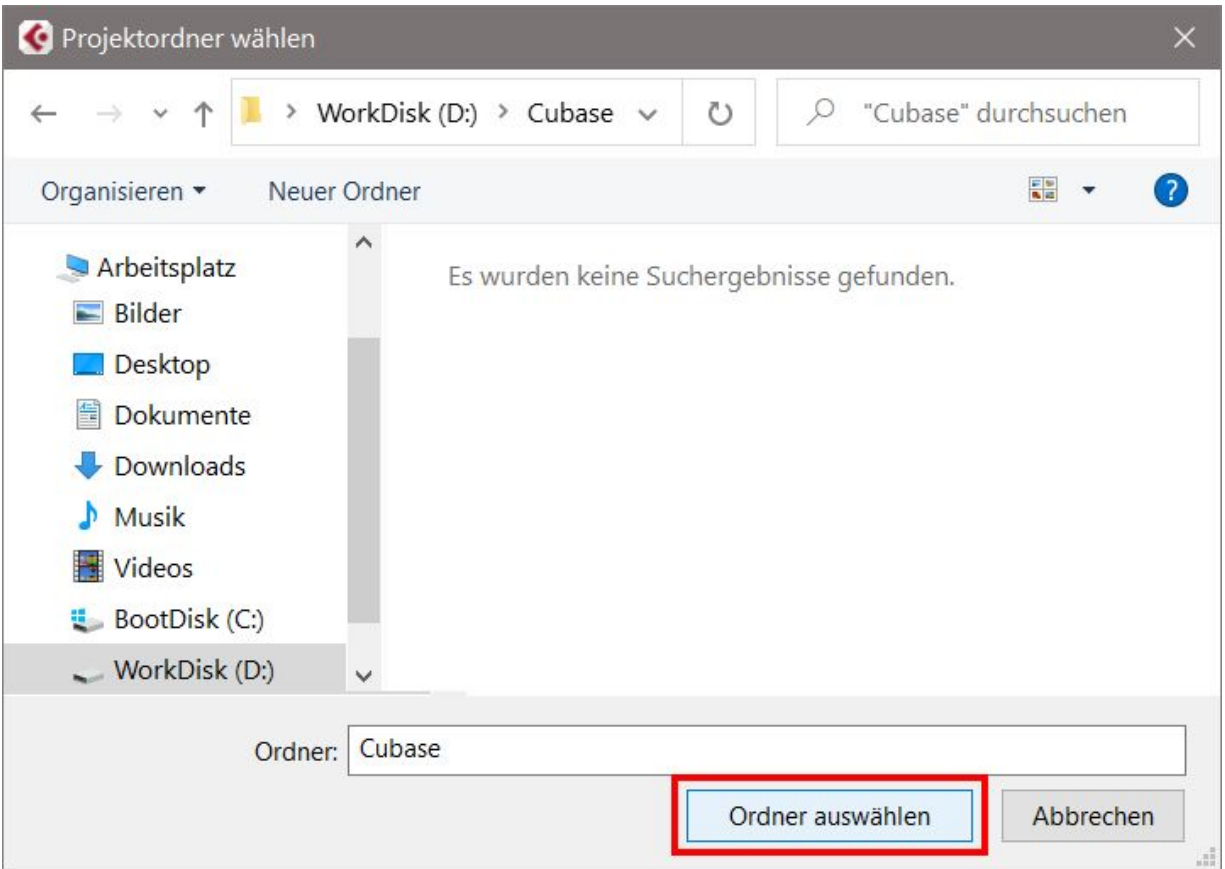 Projektordner wählen
WorkDisk (D:) > Cubase
"Cubase" durchsuchen
Organisieren
Neuer Ordner
?
Arbeitsplatz
Bilder
Desktop
Dokumente
Downloads
Musik
Videos
BootDisk (C:)
WorkDisk (D:)
Es wurden keine Suchergebnisse gefunden.
Ordner: Cubase
Ordner auswählen
Abbrechen